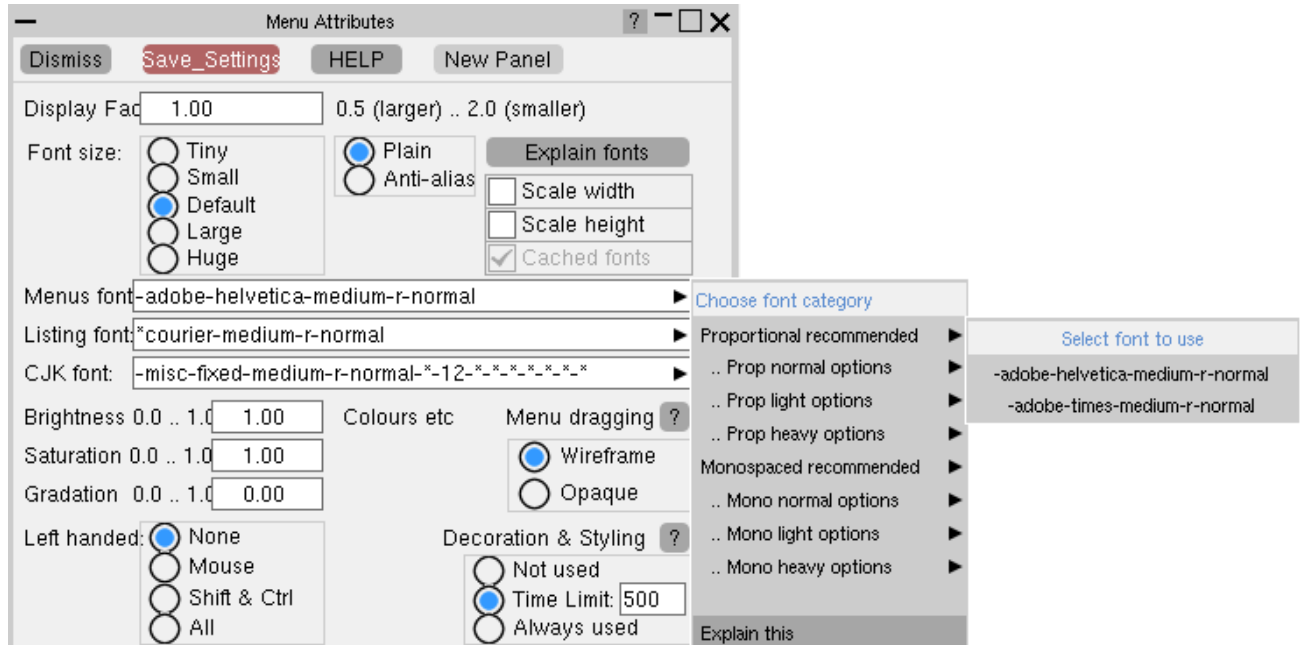 Menu Attributes ?
Dismiss Save_Settings HELP New Panel
Display Fac 1.00 0.5 (larger) .. 2.0 (smaller)
Font size: Tiny Plain Explain fonts
Small Anti-alias Scale width
Default Scale height
Large Cached fonts
Huge
Menus font -adobe-helvetica-medium-r-normal
Listing font: *courier-medium-r-normal
CJK font: -misc-fixed-medium-r-normal-*-12-*-*-*-*-*-*-*
Brightness 0.0 .. 1.0 1.00 Colours etc Menu dragging ?
Saturation 0.0 .. 1.0 1.00 Wireframe
Gradation 0.0 .. 1.0 0.00 Opaque
Left handed: None Decoration & Styling ?
Mouse Not used
Shift & Ctrl Time Limit: 500
All Always used
Choose font category
Proportional recommended
.. Prop normal options
.. Prop light options
.. Prop heavy options
Monospaced recommended
.. Mono normal options
.. Mono light options
.. Mono heavy options
Explain this
Select font to use
-adobe-helvetica-medium-r-normal
-adobe-times-medium-r-normal